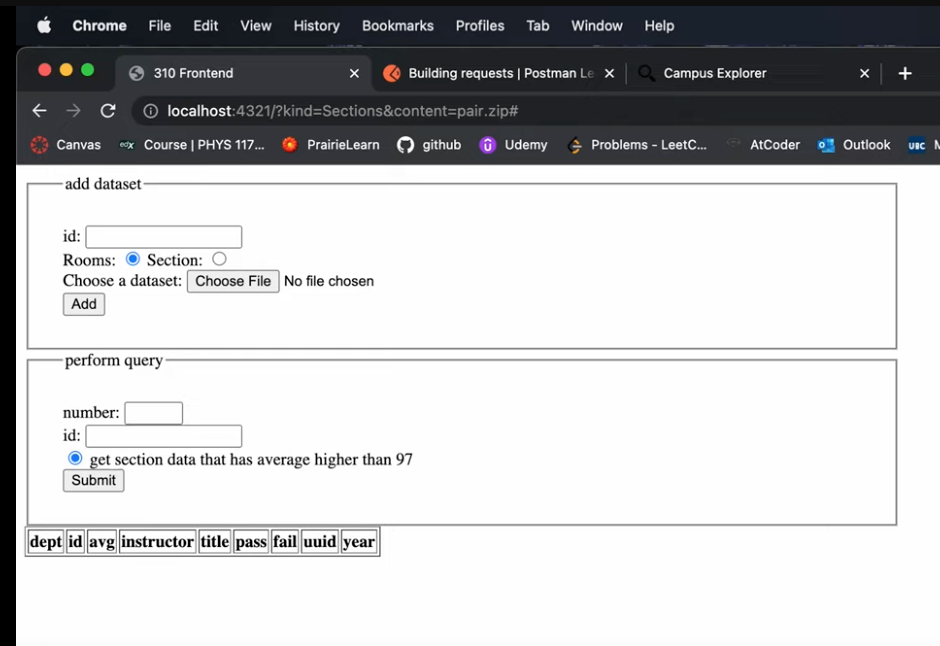 Chrome File Edit View History Bookmarks Profiles Tab Window Help
310 Frontend Building requests | Postman Le Campus Explorer
localhost:4321/?kind=Sections&content=pair.zip#
Canvas edX Course | PHYS 117... PrairieLearn github Udemy Problems - LeetC... AtCoder Outlook UBC M
add dataset
id:
Rooms: Section:
Choose a dataset: Choose File No file chosen
Add
perform query
number:
id:
get section data that has average higher than 97
Submit
dept id avg instructor title pass fail uuid year